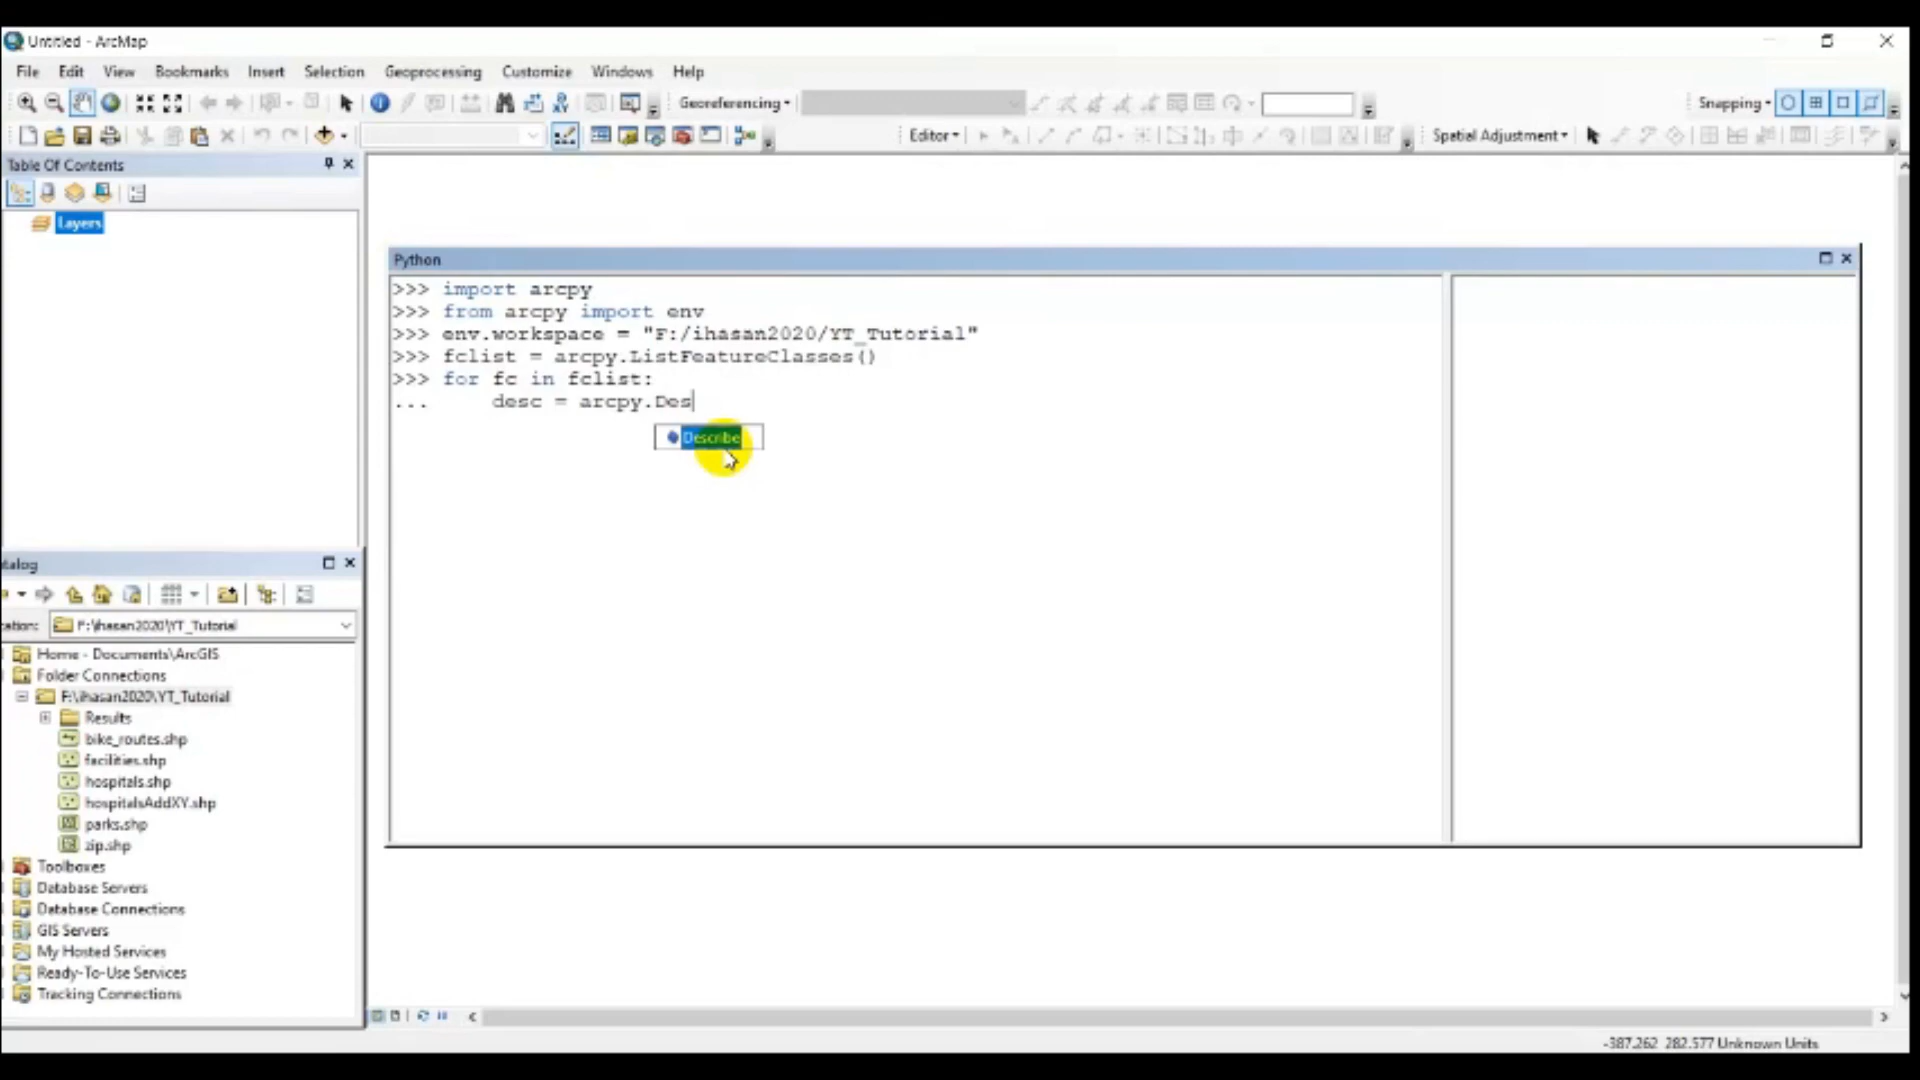 Untitled - ArcMap
File Edit View Bookmarks Insert Selection Geoprocessing Customize Windows Help
Georeferencing Snapping
Editor Spatial Adjustment
Table Of Contents
Layers
Python
>>> import arcpy
>>> from arcpy import env
>>> env.workspace = "F:/ihasan2020/YT_Tutorial"
>>> fclist = arcpy.ListFeatureClasses()
>>> for fc in fclist:
... desc = arcpy.Des
Describe
talog
cation: F:\ihasan2020\YT_Tutorial
Home - Documents\ArcGIS
Folder Connections
F:\ihasan2020\YT_Tutorial
Results
bike_routes.shp
facilities.shp
hospitals.shp
hospitalsAddXY.shp
parks.shp
zip.shp
Toolboxes
Database Servers
Database Connections
GIS Servers
My Hosted Services
Ready-To-Use Services
Tracking Connections
-387.262 282.577 Unknown Units